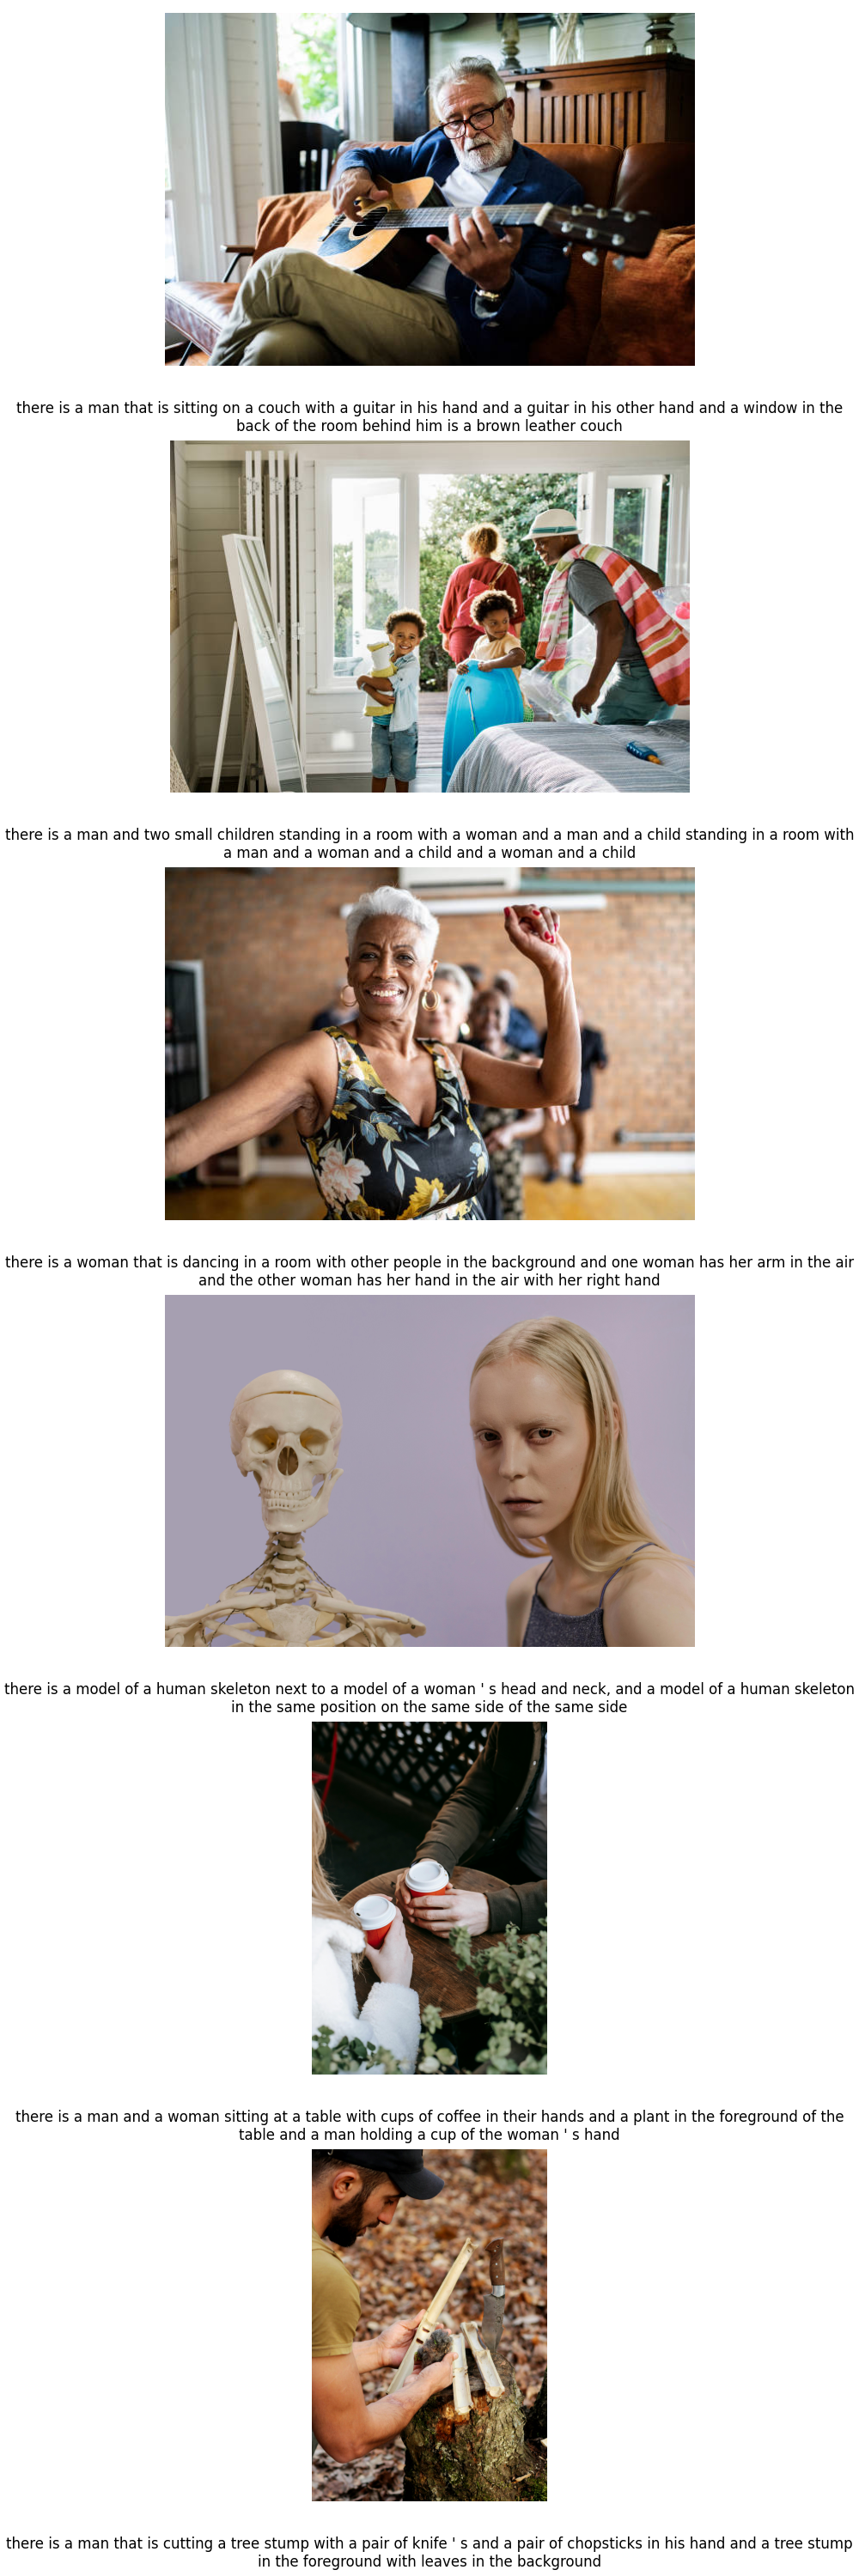 there is a man that is sitting on a couch with a guitar in his hand and a guitar in his other hand and a window in the
back of the room behind him is a brown leather couch
there is a man and two small children standing in a room with a woman and a man and a child standing in a room with
a man and a woman and a child and a woman and a child
there is a woman that is dancing in a room with other people in the background and one woman has her arm in the air
and the other woman has her hand in the air with her right hand
there is a model of a human skeleton next to a model of a woman ' s head and neck, and a model of a human skeleton
in the same position on the same side of the same side
there is a man and a woman sitting at a table with cups of coffee in their hands and a plant in the foreground of the
table and a man holding a cup of the woman ' s hand
there is a man that is cutting a tree stump with a pair of knife ' s and a pair of chopsticks in his hand and a tree stump
in the foreground with leaves in the background